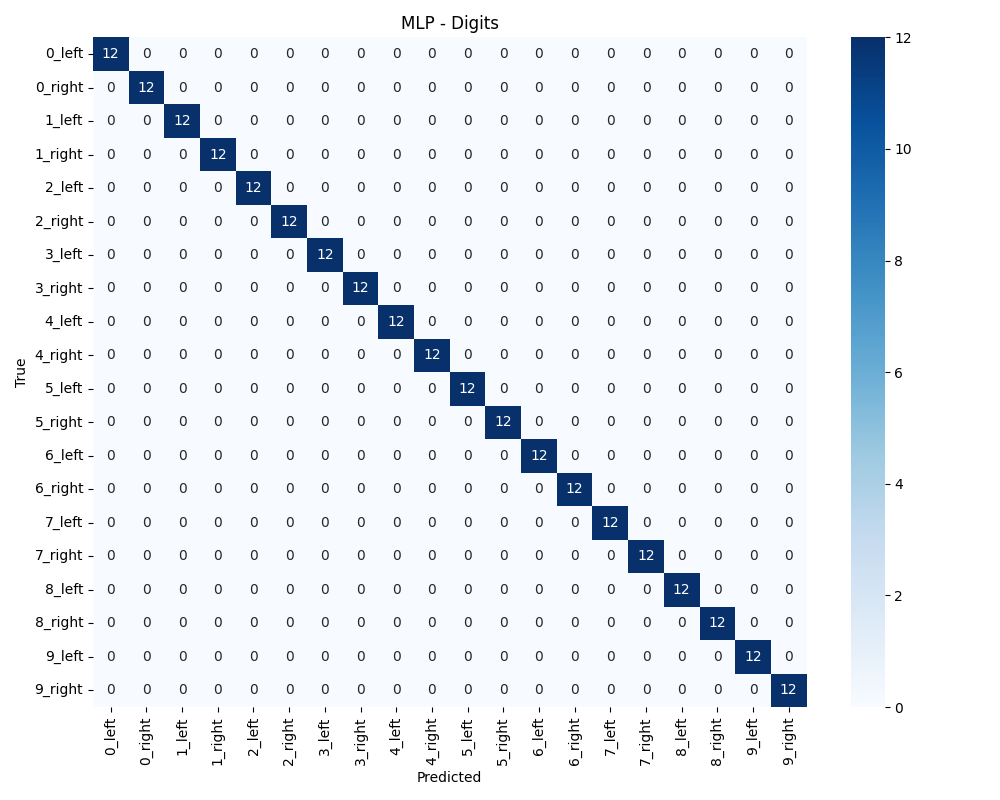 MLP - Digits
0_left 12 0 0 0 0 0 0 0 0 0 0 0 0 0 0 0 0 0 0 0
0_right 0 12 0 0 0 0 0 0 0 0 0 0 0 0 0 0 0 0 0 0
1_left 0 0 12 0 0 0 0 0 0 0 0 0 0 0 0 0 0 0 0 0
1_right 0 0 0 12 0 0 0 0 0 0 0 0 0 0 0 0 0 0 0 0
2_left 0 0 0 0 12 0 0 0 0 0 0 0 0 0 0 0 0 0 0 0
2_right 0 0 0 0 0 12 0 0 0 0 0 0 0 0 0 0 0 0 0 0
3_left 0 0 0 0 0 0 12 0 0 0 0 0 0 0 0 0 0 0 0 0
3_right 0 0 0 0 0 0 0 12 0 0 0 0 0 0 0 0 0 0 0 0
4_left 0 0 0 0 0 0 0 0 12 0 0 0 0 0 0 0 0 0 0 0
4_right 0 0 0 0 0 0 0 0 0 12 0 0 0 0 0 0 0 0 0 0
5_left 0 0 0 0 0 0 0 0 0 0 12 0 0 0 0 0 0 0 0 0
5_right 0 0 0 0 0 0 0 0 0 0 0 12 0 0 0 0 0 0 0 0
6_left 0 0 0 0 0 0 0 0 0 0 0 0 12 0 0 0 0 0 0 0
6_right 0 0 0 0 0 0 0 0 0 0 0 0 0 12 0 0 0 0 0 0
7_left 0 0 0 0 0 0 0 0 0 0 0 0 0 0 12 0 0 0 0 0
7_right 0 0 0 0 0 0 0 0 0 0 0 0 0 0 0 12 0 0 0 0
8_left 0 0 0 0 0 0 0 0 0 0 0 0 0 0 0 0 12 0 0 0
8_right 0 0 0 0 0 0 0 0 0 0 0 0 0 0 0 0 0 12 0 0
9_left 0 0 0 0 0 0 0 0 0 0 0 0 0 0 0 0 0 0 12 0
9_right 0 0 0 0 0 0 0 0 0 0 0 0 0 0 0 0 0 0 0 12
True
0_left 0_right 1_left 1_right 2_left 2_right 3_left 3_right 4_left 4_right 5_left 5_right 6_left 6_right 7_left 7_right 8_left 8_right 9_left 9_right
Predicted
12
10
8
6
4
2
0